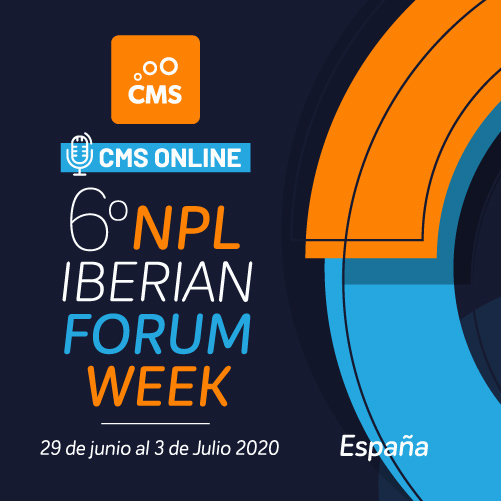 CMS
CMS ONLINE
6º NPL
IBERIAN
FORUM
WEEK
29 de junio al 3 de Julio 2020
España